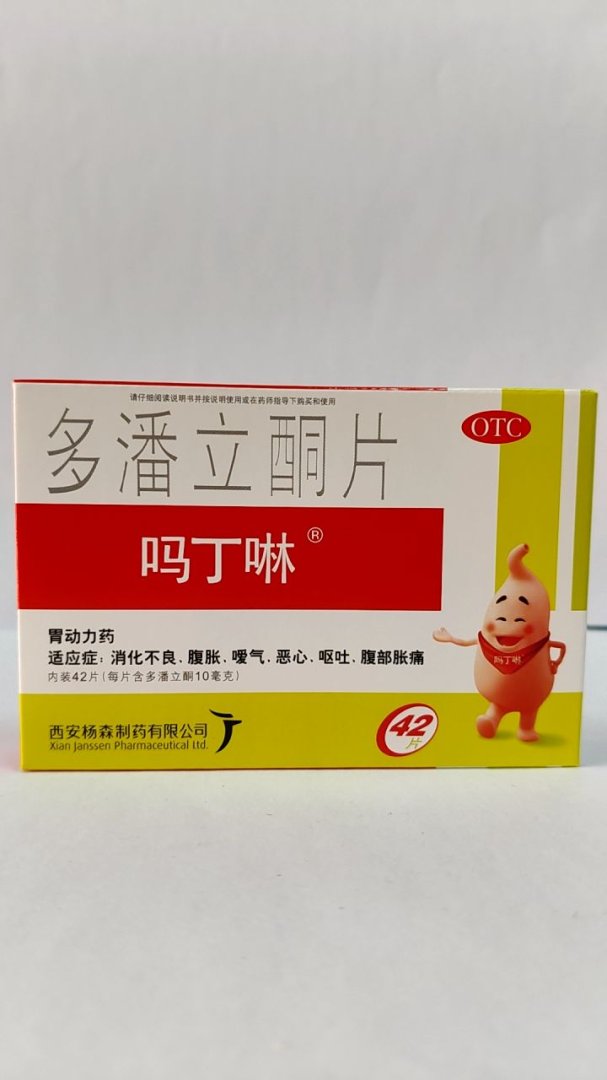 请仔细阅读说明书并按说明使用或在药师指导下购买和使用
多潘立酮片
OTC
吗丁啉®
胃动力药
适应症：消化不良、腹胀、嗳气、恶心、呕吐、腹部胀痛
内装42片(每片含多潘立酮10毫克)
吗丁啉
西安杨森制药有限公司
Xian Janssen Pharmaceutical Ltd.
42
片